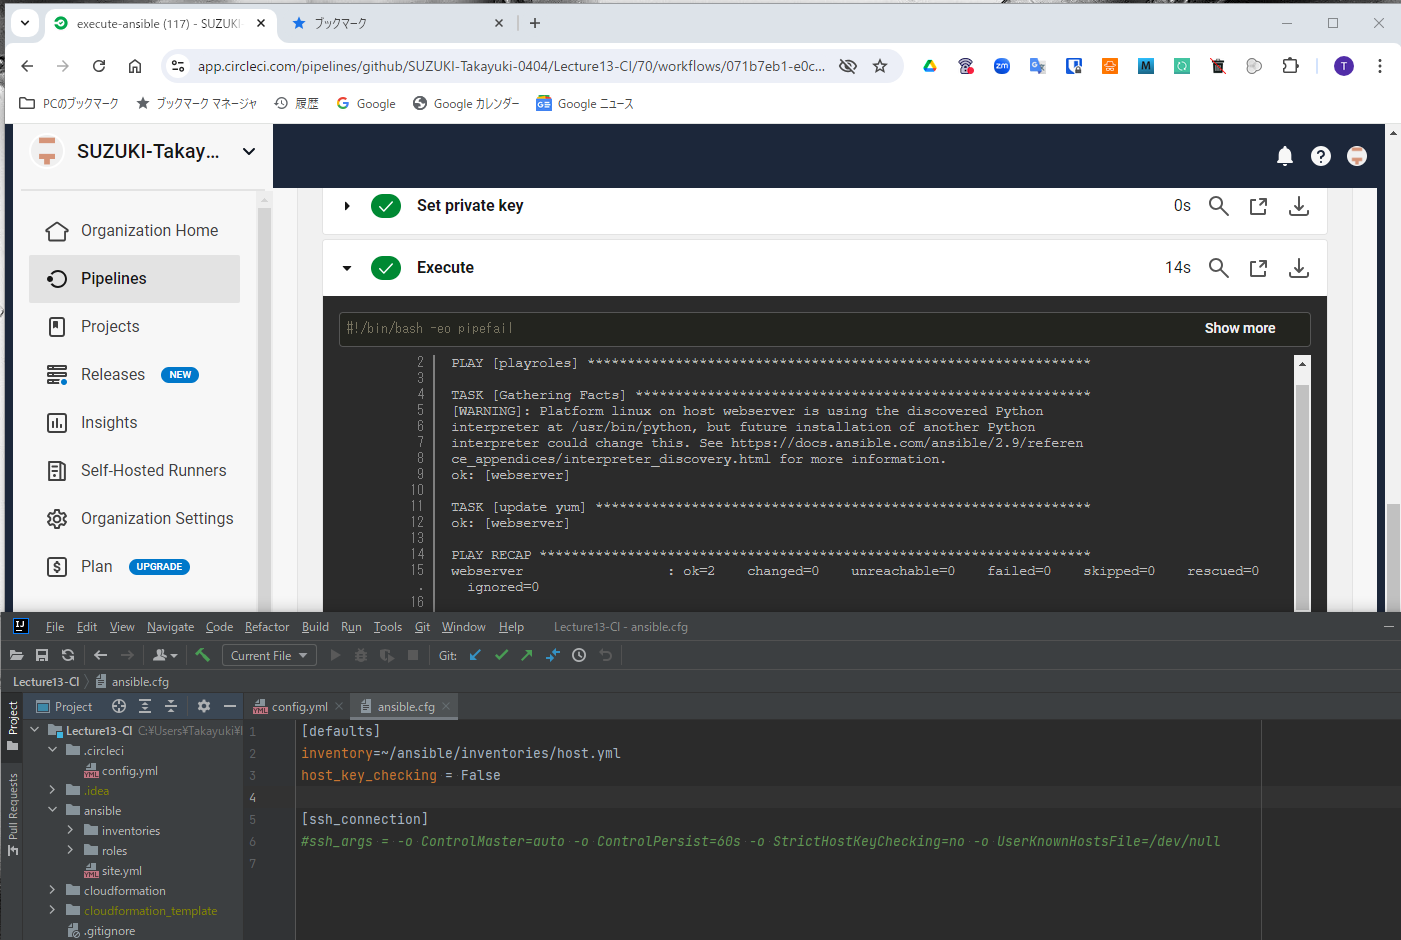 execute-ansible (117) - SUZUKI-
ブックマーク
app.circleci.com/pipelines/github/SUZUKI-Takayuki-0404/Lecture13-CI/70/workflows/071b7eb1-e0c...
zm
M
T
PCのブックマーク
ブックマーク マネージャ
履歴
Google
Google カレンダー
Google ニュース
SUZUKI-Takay...
Organization Home
Pipelines
Projects
Releases NEW
Insights
Self-Hosted Runners
Organization Settings
Plan UPGRADE
Set private key 0s
Execute 14s
#!/bin/bash -eo pipefail Show more
2 PLAY [playroles] ***************************************************************
3
4 TASK [Gathering Facts] *********************************************************
5 [WARNING]: Platform linux on host webserver is using the discovered Python
6 interpreter at /usr/bin/python, but future installation of another Python
7 interpreter could change this. See https://docs.ansible.com/ansible/2.9/referen
8 ce_appendices/interpreter_discovery.html for more information.
9 ok: [webserver]
10
11 TASK [update yum] **************************************************************
12 ok: [webserver]
13
14 PLAY RECAP *********************************************************************
15 webserver : ok=2 changed=0 unreachable=0 failed=0 skipped=0 rescued=0
. ignored=0
16
IJ File Edit View Navigate Code Refactor Build Run Tools Git Window Help Lecture13-CI - ansible.cfg
Current File Git:
Lecture13-CI ansible.cfg
Project config.yml ansible.cfg
Project
Pull Requests
Lecture13-CI C:¥Users¥Takayuki¥I
.circleci
config.yml
.idea
ansible
inventories
roles
site.yml
cloudformation
cloudformation_template
.gitignore
1 [defaults]
2 inventory=~/ansible/inventories/host.yml
3 host_key_checking = False
4
5 [ssh_connection]
6 #ssh_args = -o ControlMaster=auto -o ControlPersist=60s -o StrictHostKeyChecking=no -o UserKnownHostsFile=/dev/null
7